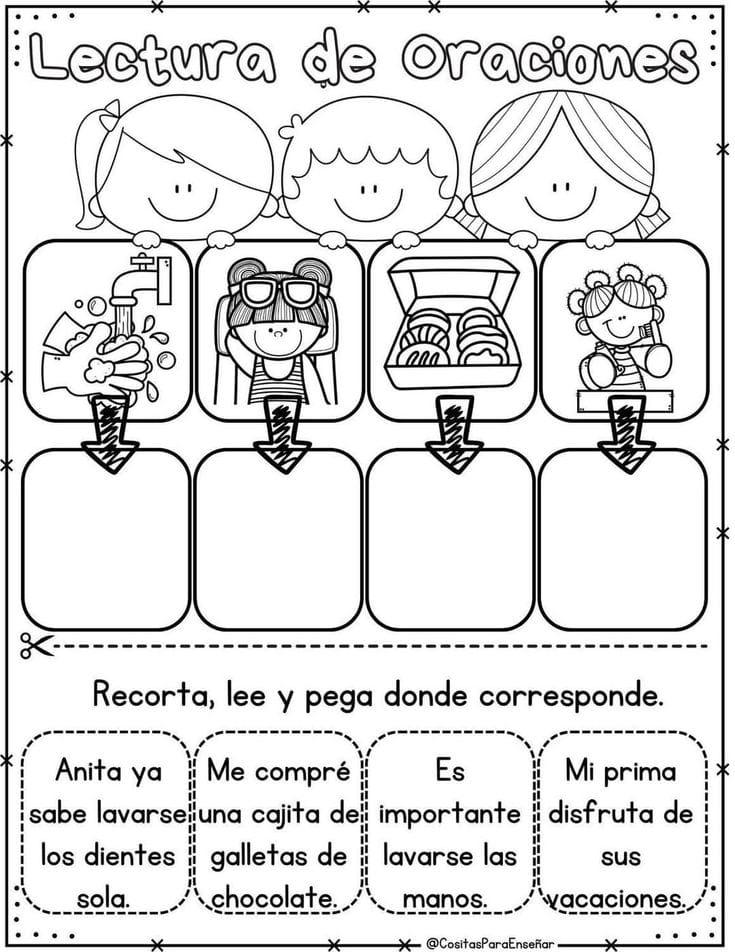 Lectura de Oraciones
Recorta, lee y pega donde corresponde.
Anita ya
sabe lavarse
los dientes
sola.
Me compré
una cajita de
galletas de
chocolate.
Es
importante
lavarse las
manos.
Mi prima
disfruta de
sus
vacaciones.
@CositasParaEnseñar